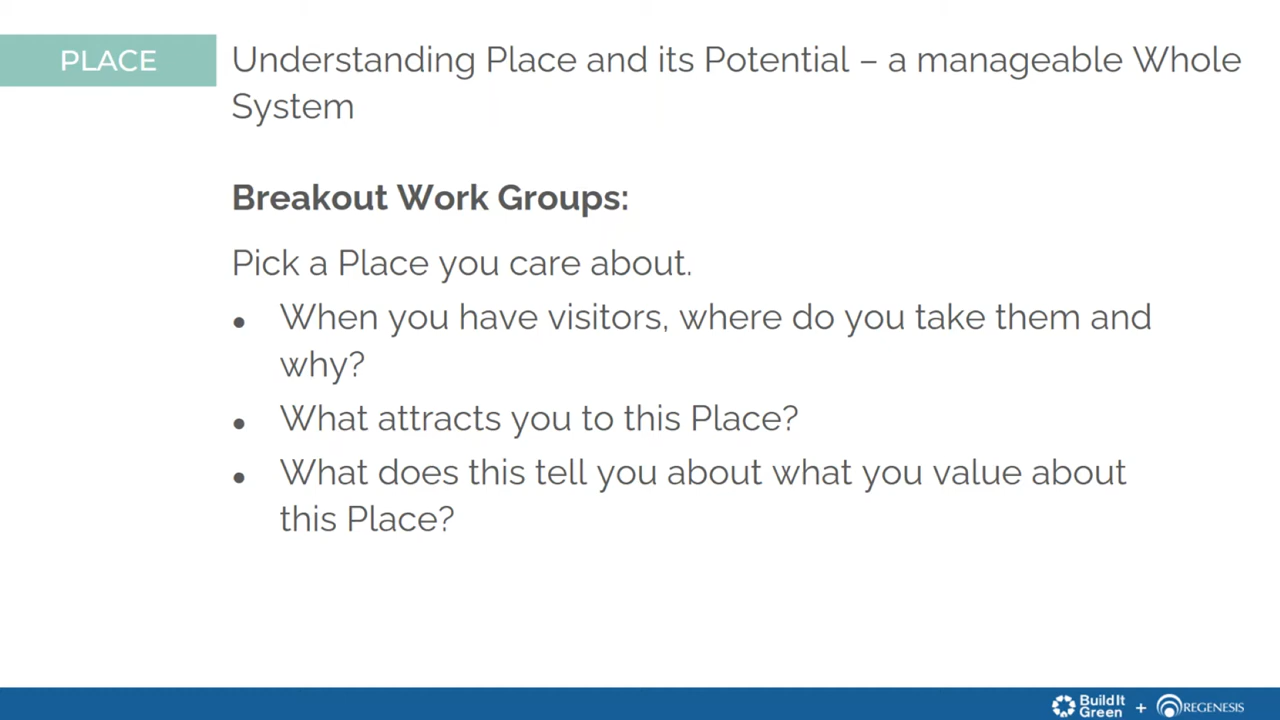 PLACE
Understanding Place and its Potential – a manageable Whole
System
Breakout Work Groups:
Pick a Place you care about.
• When you have visitors, where do you take them and
why?
• What attracts you to this Place?
• What does this tell you about what you value about
this Place?
Build It
Green + REGENESIS